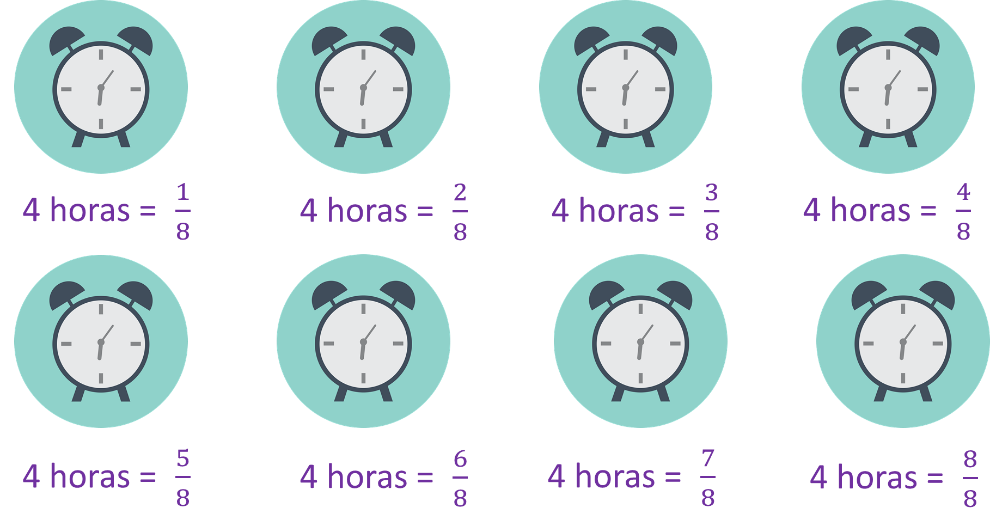 4 horas = 1/8
4 horas = 2/8
4 horas = 3/8
4 horas = 4/8
4 horas = 5/8
4 horas = 6/8
4 horas = 7/8
4 horas = 8/8